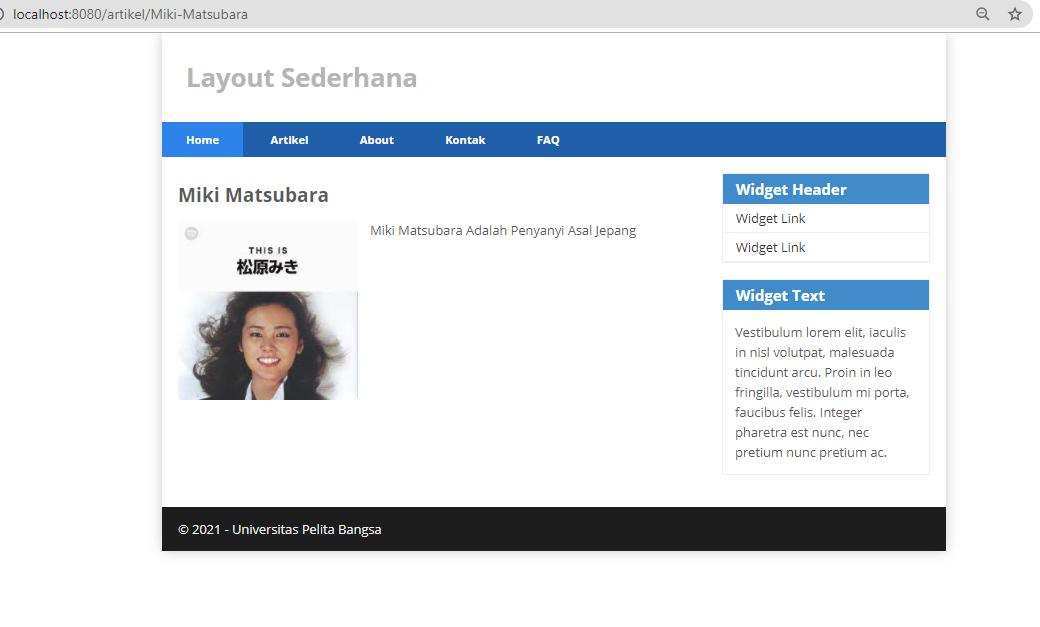 localhost:8080/artikel/Miki-Matsubara
Layout Sederhana
Home Artikel About Kontak FAQ
Miki Matsubara
THIS IS
松原みき
Miki Matsubara Adalah Penyanyi Asal Jepang
Widget Header
Widget Link
Widget Link
Widget Text
Vestibulum lorem elit, iaculis
in nisl volutpat, malesuada
tincidunt arcu. Proin in leo
fringilla, vestibulum mi porta,
faucibus felis. Integer
pharetra est nunc, nec
pretium nunc pretium ac.
© 2021 - Universitas Pelita Bangsa